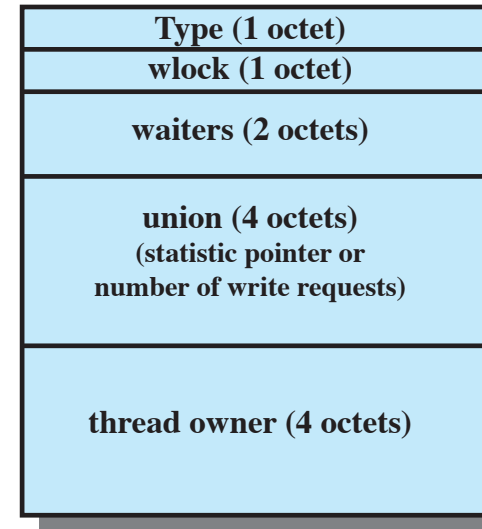 Type (1 octet)
wlock (1 octet)
waiters (2 octets)
union (4 octets)
(statistic pointer or
number of write requests)
thread owner (4 octets)